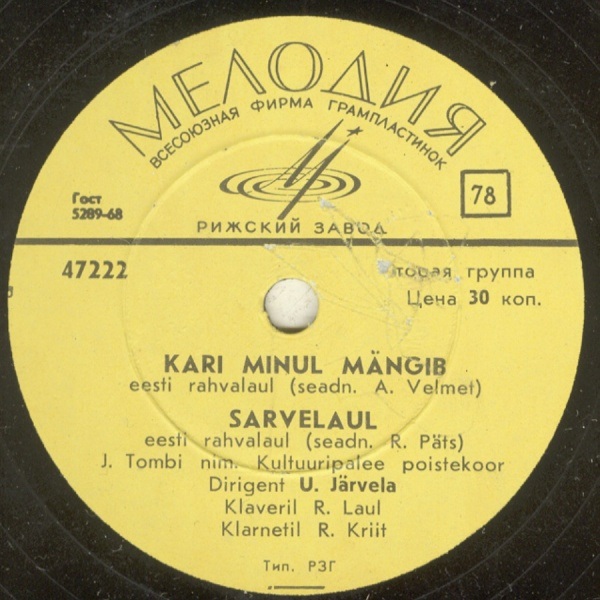 МЕЛОДИЯ
ВСЕСОЮЗНАЯ ФИРМА ГРАМПЛАСТИНОК
Гост
5289-68
78
РИЖСКИЙ ЗАВОД
47222
торая группа
Цена 30 коп.
KARI MINUL MÄNGIB
eesti rahvalaul (seadn. A. Velmet)
SARVELAUL
eesti rahvalaul (seadn. R. Päts)
J. Tombi nim. Kultuuripalee poistekoor
Dirigent U. Järvela
Klaveril R. Laul
Klarnetil R. Kriit
Тип. РЗГ